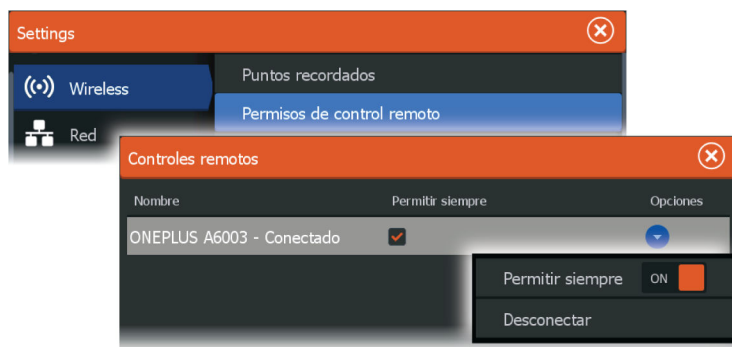 Settings
Wireless
Puntos recordados
Permisos de control remoto
Red
Controles remotos
Nombre Permitir siempre Opciones
ONEPLUS A6003 - Conectado
Permitir siempre ON
Desconectar